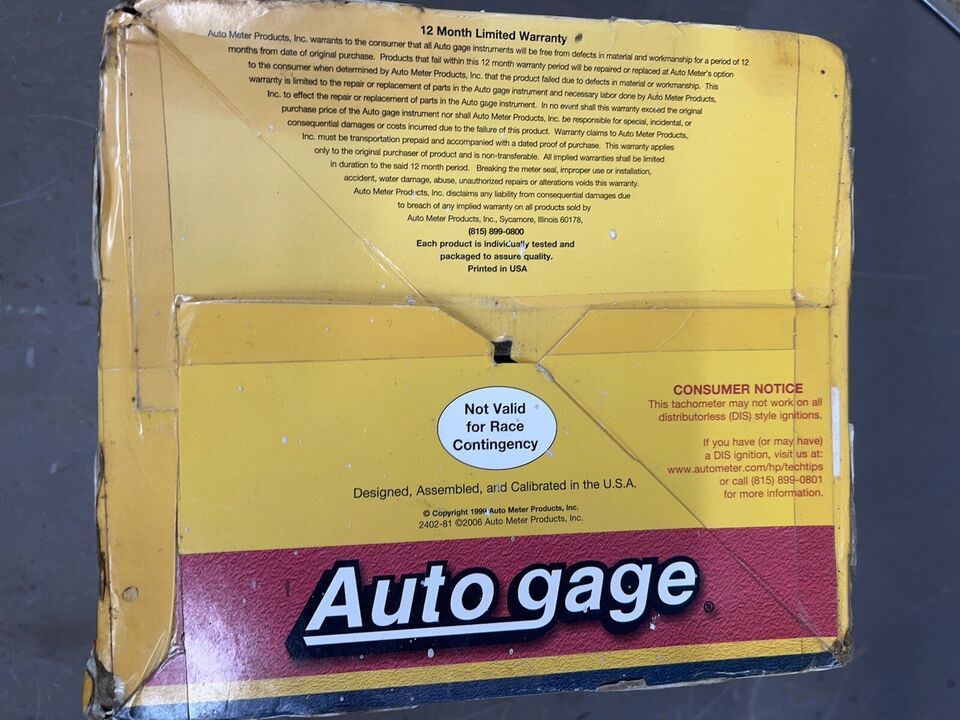 12 Month Limited Warranty
Auto Meter Products, Inc. warrants to the consumer that all Auto gage instruments will be free from defects in material and workmanship for a period of 12
months from date of original purchase. Products that fail within this 12 month warranty period will be repaired or replaced at Auto Meter's option
to the consumer when determined by Auto Meter Products, Inc. that the product failed due to defects in material or workmanship. This
warranty is limited to the repair or replacement of parts in the Auto gage instrument and necessary labor done by Auto Meter Products,
Inc. to effect the repair or replacement of parts in the Auto gage instrument. In no event shall this warranty exceed the original
purchase price of the Auto gage instrument nor shall Auto Meter Products, Inc. be responsible for special, incidental, or
consequential damages or costs incurred due to the failure of this product. Warranty claims to Auto Meter Products,
Inc. must be transportation prepaid and accompanied with a dated proof of purchase. This warranty applies
only to the original purchaser of product and is non-transferable. All implied warranties shall be limited
in duration to the said 12 month period. Breaking the meter seal, improper use or installation,
accident, water damage, abuse, unauthorized repairs or alterations voids this warranty.
Auto Meter Products, Inc. disclaims any liability from consequential damages due
to breach of any implied warranty on all products sold by
Auto Meter Products, Inc., Sycamore, Illinois 60178,
(815) 899-0800
Each product is individually tested and
packaged to assure quality.
Printed in USA
Not Valid
for Race
Contingency
CONSUMER NOTICE
This tachometer may not work on all
distributorless (DIS) style ignitions.
If you have (or may have)
a DIS ignition, visit us at:
www.autometer.com/hp/techtips
or call (815) 899-0801
for more information.
Designed, Assembled, and Calibrated in the U.S.A.
© Copyright 1999 Auto Meter Products, Inc.
2402-81 ©2006 Auto Meter Products, Inc.
Auto gage®